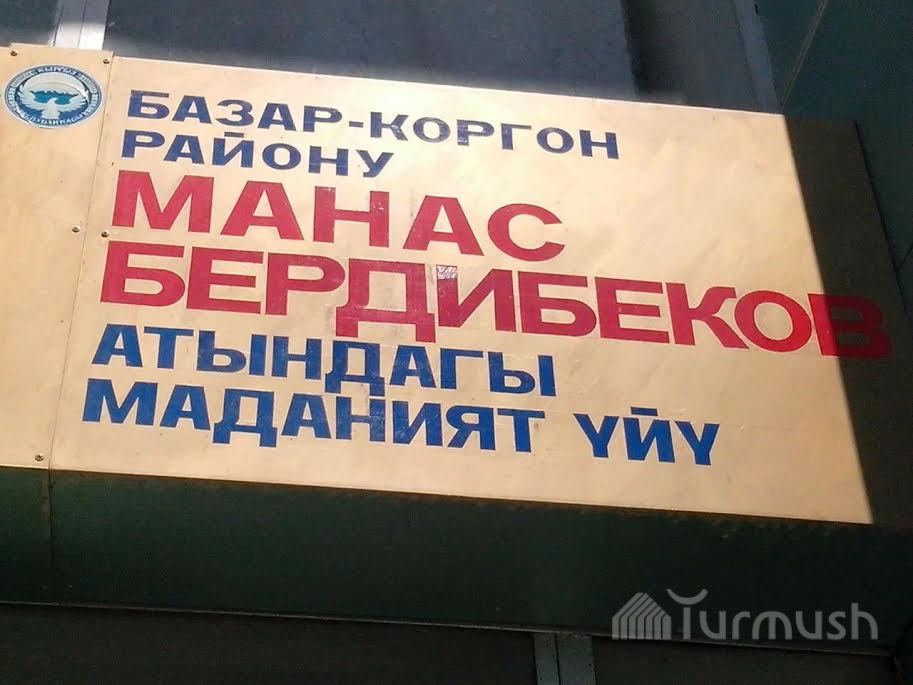 БАЗАР-КОРГОН
РАЙОНУ
МАНАС
БЕРДИБЕКОВ
АТЫНДАГЫ
МАДАНИЯТ ҮЙҮ
Turmush